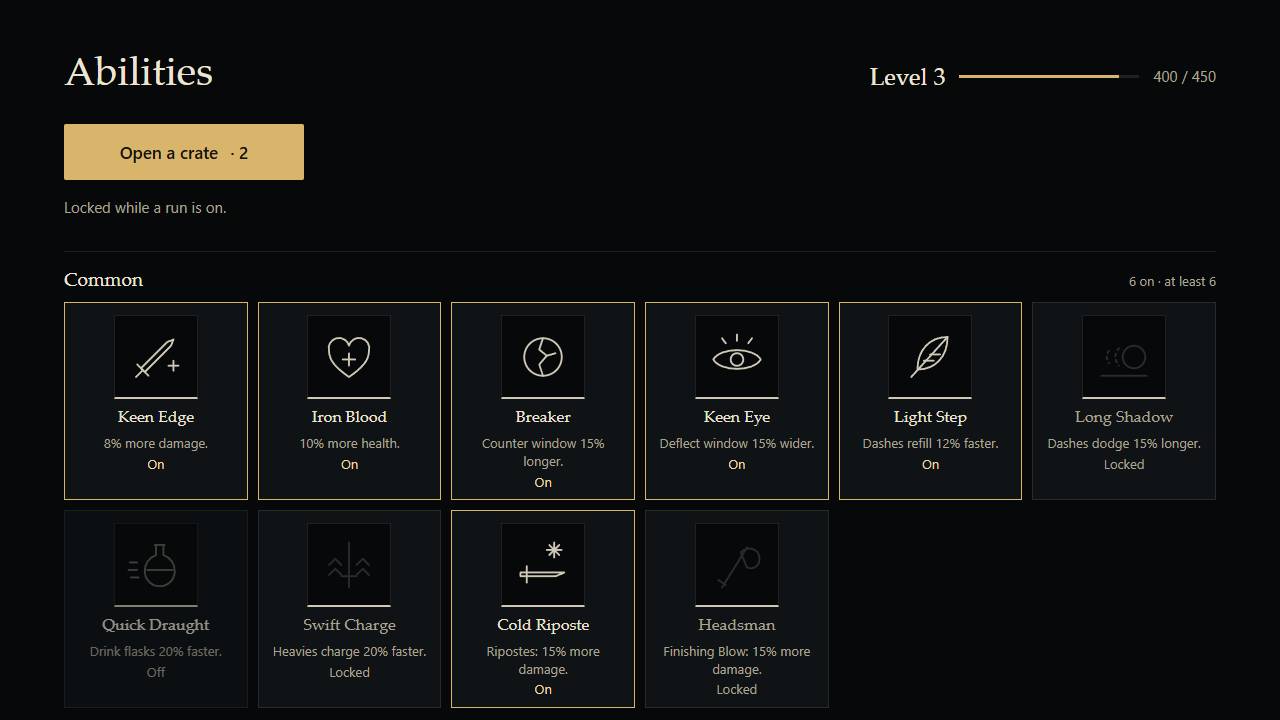 Abilities
Level 3
400 / 450
Open a crate · 2
Locked while a run is on.
Common
6 on · at least 6
Keen Edge
8% more damage.
On
Iron Blood
10% more health.
On
Breaker
Counter window 15%
longer.
On
Keen Eye
Deflect window 15% wider.
On
Light Step
Dashes refill 12% faster.
On
Long Shadow
Dashes dodge 15% longer.
Locked
Quick Draught
Drink flasks 20% faster.
Off
Swift Charge
Heavies charge 20% faster.
Locked
Cold Riposte
Ripostes: 15% more
damage.
On
Headsman
Finishing Blow: 15% more
damage.
Locked